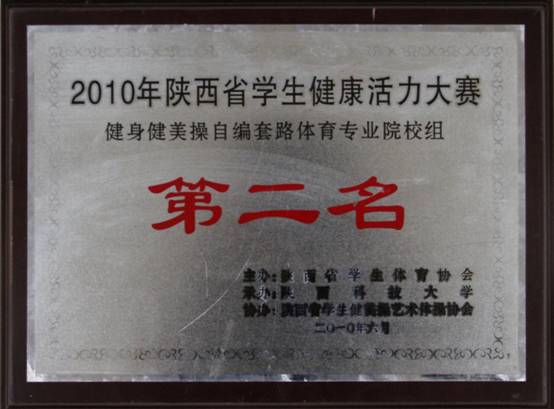 2010年陕西省学生健康活力大赛
健身健美操自编套路体育专业院校组
第二名
主办:陕西省学生体育协会
承办:陕西科技大学
协办:陕西省学生健美操艺术体操协会
二〇一〇年六月